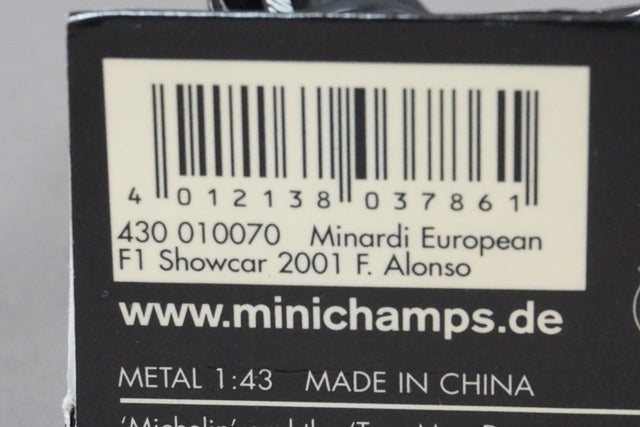 4 012138 037861
430 010070 Minardi European
F1 Showcar 2001 F. Alonso
www.minichamps.de
METAL 1:43 MADE IN CHINA
'Michelin'